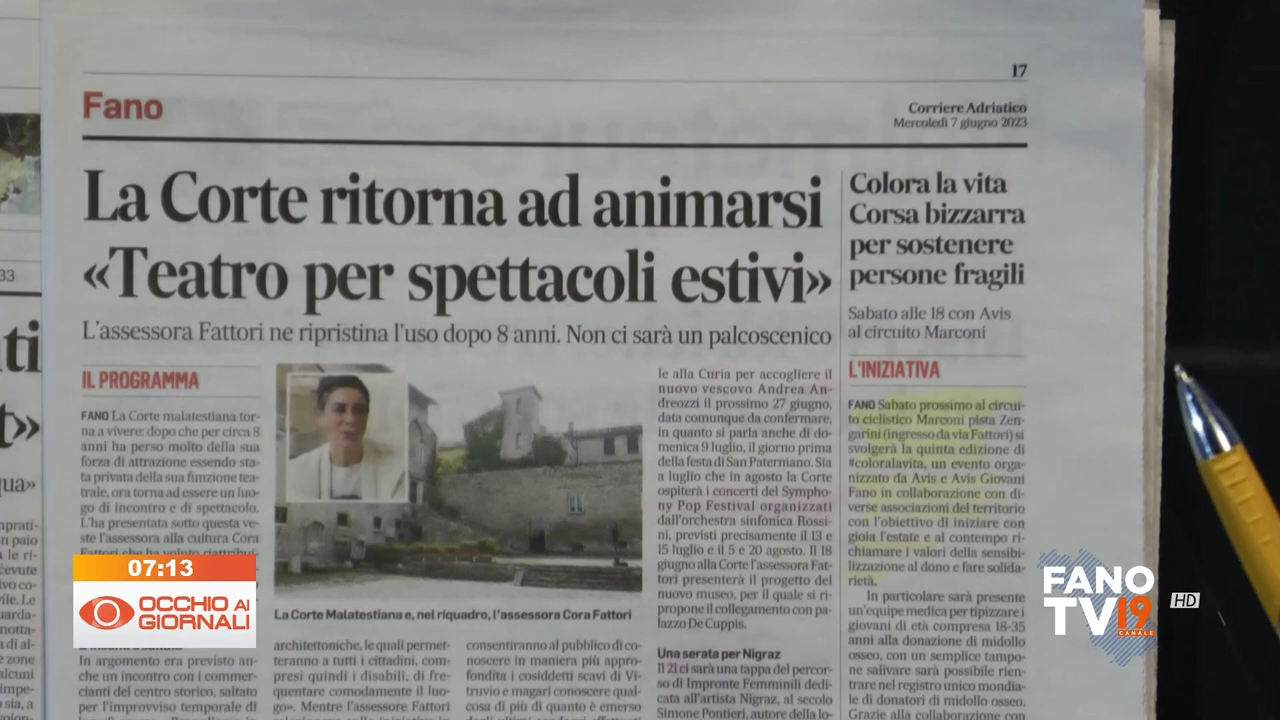 17
Fano
Corriere Adriatico
Mercoledì 7 giugno 2023
La Corte ritorna ad animarsi
«Teatro per spettacoli estivi»
L'assessora Fattori ne ripristina l'uso dopo 8 anni. Non ci sarà un palcoscenico
IL PROGRAMMA
FANO La Corte malatestiana tor-
na a vivere: dopo che per circa 8
anni ha perso molto della sua
forza di attrazione essendo sta-
ta privata della sua funzione tea-
trale, ora torna ad essere un luo-
go di incontro e di spettacolo.
L'ha presentata sotto questa ve-
ste l'assessora alla cultura Cora
Fattori che ha voluto riattribui-
In argomento era previsto an-
che un incontro con i commer-
cianti del centro storico, saltato
per l'improvviso temporale di
La Corte Malatestiana e, nel riquadro, l'assessora Cora Fattori
architettoniche, le quali permet-
teranno a tutti i cittadini, com-
presi quindi i disabili, di fre-
quentare comodamente il luo-
go». Mentre l'assessore Fattori
consentiranno al pubblico di co-
noscere in maniera più appro-
fondita i cosiddetti scavi di Vi-
truvio e magari conoscere qual-
cosa di più di quanto è emerso
le alla Curia per accogliere il
nuovo vescovo Andrea An-
dreozzi il prossimo 27 giugno,
data comunque da confermare,
in quanto si parla anche di do-
menica 9 luglio, il giorno prima
della festa di San Paterniano. Sia
a luglio che in agosto la Corte
ospiterà i concerti del Sympho-
ny Pop Festival organizzati
dall'orchestra sinfonica Rossi-
ni, previsti precisamente il 13 e
15 luglio e il 5 e 20 agosto. Il 18
giugno alla Corte l'assessora Fat-
tori presenterà il progetto del
nuovo museo, per il quale si ri-
propone il collegamento con pa-
lazzo De Cuppis.
Una serata per Nigraz
Il 21 ci sarà una tappa del percor-
so di Impronte Femminili dedi-
cata all'artista Nigraz, al secolo
Simone Pontieri, autore della lo-
Colora la vita
Corsa bizzarra
per sostenere
persone fragili
Sabato alle 18 con Avis
al circuito Marconi
L'INIZIATIVA
FANO Sabato prossimo al circui-
to ciclistico Marconi pista Zen-
garini (ingresso da via Fattori) si
svolgerà la quinta edizione di
#coloralavita, un evento orga-
nizzato da Avis e Avis Giovani
Fano in collaborazione con di-
verse associazioni del territorio
con l'obiettivo di iniziare con
gioia l'estate e al contempo ri-
chiamare i valori della sensibi-
lizzazione al dono e fare solida-
rietà.
In particolare sarà presente
un'equipe medica per tipizzare i
giovani di età compresa 18-35
anni alla donazione di midollo
osseo, con un semplice tampo-
ne salivare sarà possibile rien-
trare nel registro unico mondia-
le di donatori di midollo osseo.
Grazie alla collaborazione con
07:13
OCCHIO AI
GIORNALI
FANO
TV19
CANALE
HD